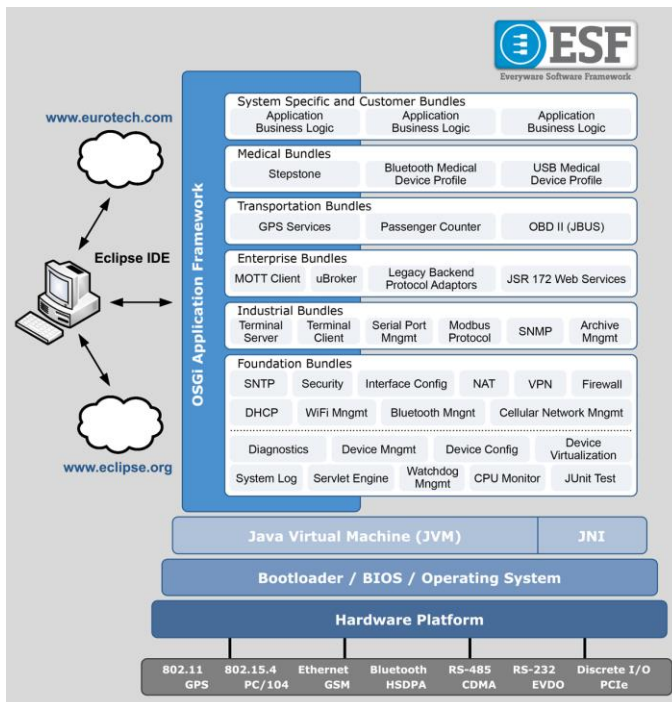 ESF
Everyware Software Framework
www.eurotech.com
Eclipse IDE
www.eclipse.org
OSGi Application Framework
System Specific and Customer Bundles
Application Business Logic
Application Business Logic
Application Business Logic
Medical Bundles
Stepstone
Bluetooth Medical Device Profile
USB Medical Device Profile
Transportation Bundles
GPS Services
Passenger Counter
OBD II (JBUS)
Enterprise Bundles
MOTT Client
uBroker
Legacy Backend Protocol Adaptors
JSR 172 Web Services
Industrial Bundles
Terminal Server
Terminal Client
Serial Port Mngmt
Modbus Protocol
SNMP
Archive Mngmt
Foundation Bundles
SNTP
Security
Interface Config
NAT
VPN
Firewall
DHCP
WiFi Mngmt
Bluetooth Mngnt
Cellular Network Mngmt
Diagnostics
Device Mngmt
Device Config
Device Virtualization
System Log
Servlet Engine
Watchdog Mngmt
CPU Monitor
JUnit Test
Java Virtual Machine (JVM)
JNI
Bootloader / BIOS / Operating System
Hardware Platform
802.11 802.15.4 Ethernet Bluetooth RS-485 RS-232 Discrete I/O
GPS PC/104 GSM HSDPA CDMA EVDO PCIe